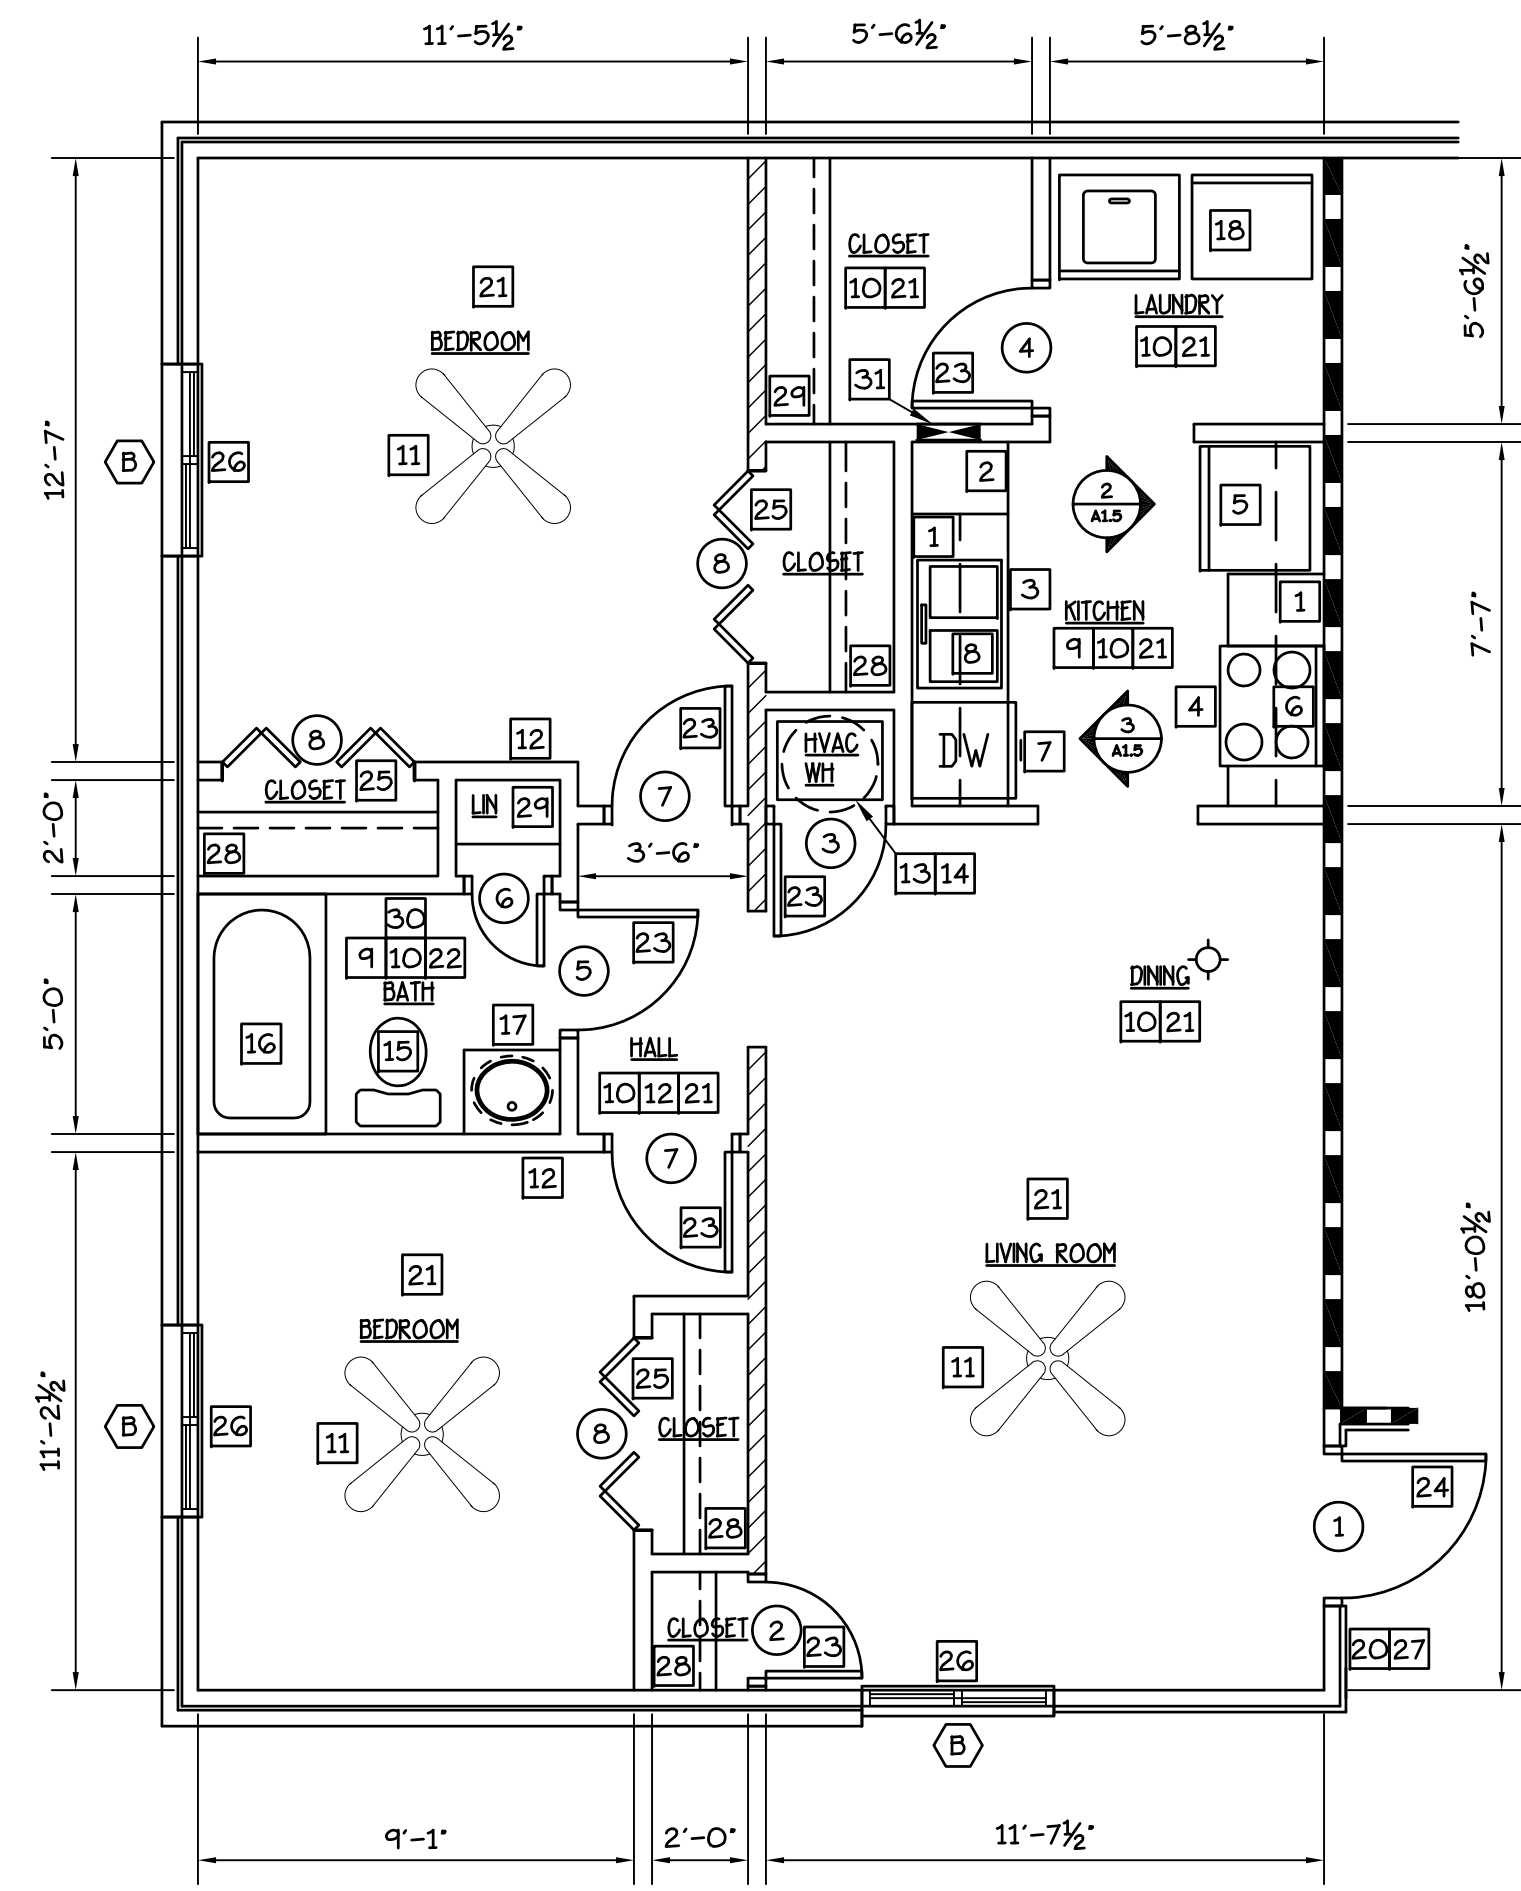 11'-5½"
5'-6½"
5'-8½"
CLOSET
10 21
18
LAUNDRY
10 21
5'-6½"
21
BEDROOM
11
12'-7"
B
26
29
31
23
4
25
8
CLOSET
28
2
1
3
8
2
A1.5
5
KITCHEN
9 10 21
1
7'-7"
4
6
3
A1.5
DW
7
8
CLOSET
25
28
2'-0"
12
LIN
29
23
7
HVAC
WH
3
23
13 14
3'-6"
6
30
9 10 22
BATH
5'-0"
16
15
17
5
23
HALL
10 12 21
DINING
10 21
12
7
23
21
LIVING ROOM
11
18'-0½"
21
BEDROOM
11
11'-2½"
B
26
25
8
CLOSET
28
24
1
CLOSET
2
23
28
26
20 27
B
9'-1"
2'-0"
11'-7½"